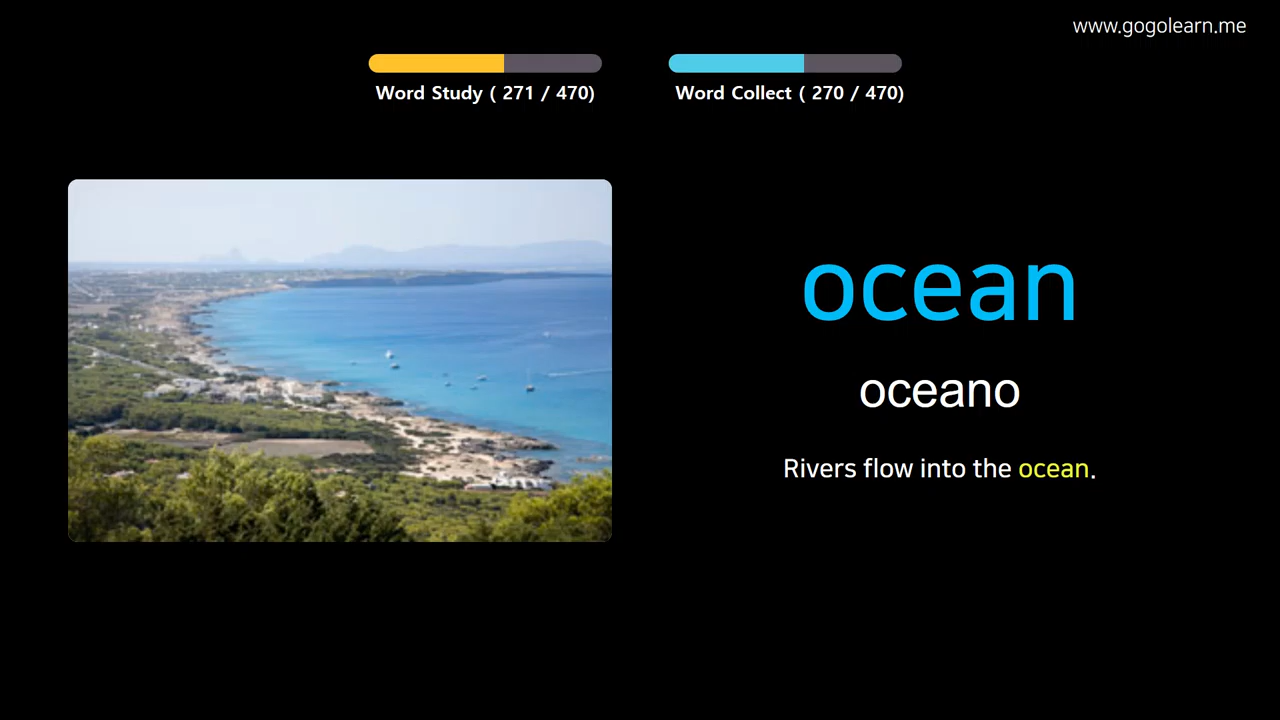 www.gogolearn.me
Word Study ( 271 / 470)
Word Collect ( 270 / 470)
ocean
oceano
Rivers flow into the ocean.